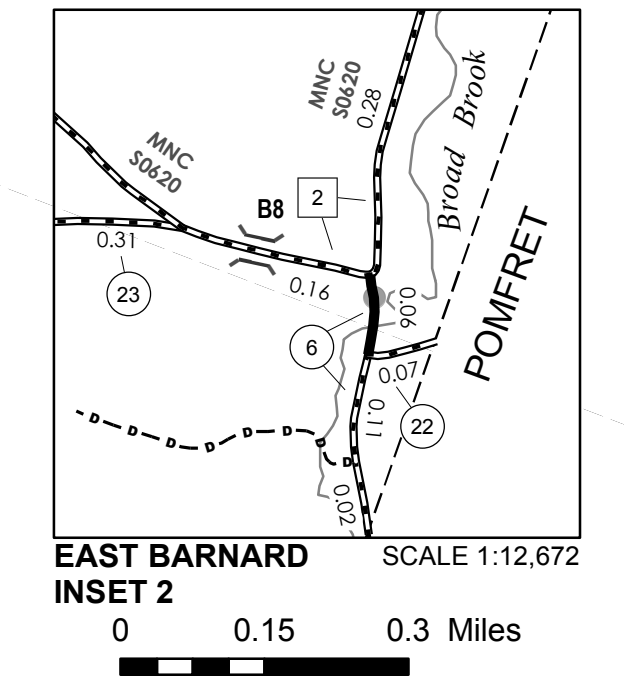 MNC
S0620
0.28
Broad Brook
MNC
S0620
B8
2
0.31
23
0.16
0.06
POMFRET
6
0.07
22
0.11
D D D D D D D D
0.02
EAST BARNARD
INSET 2
SCALE 1:12,672
0 0.15 0.3 Miles